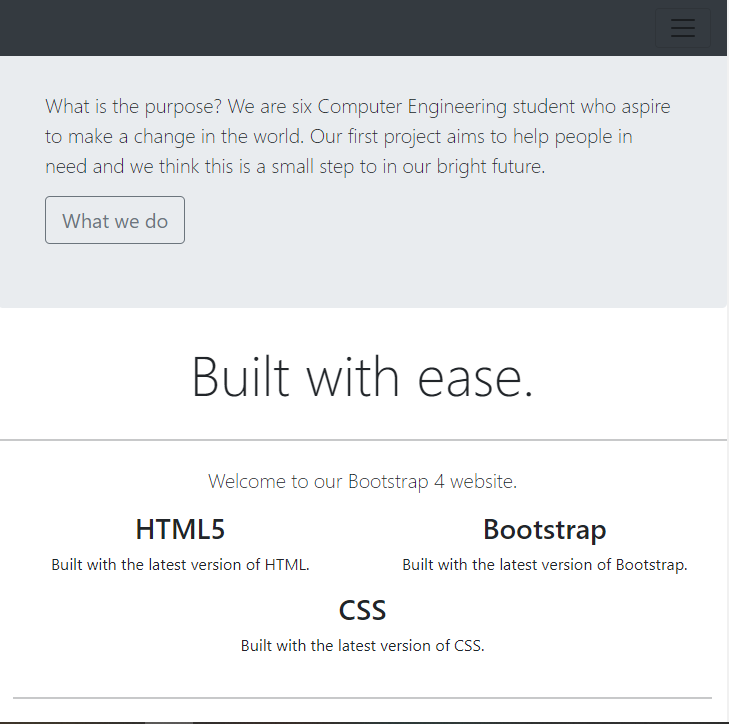 What is the purpose? We are six Computer Engineering student who aspire
to make a change in the world. Our first project aims to help people in
need and we think this is a small step to in our bright future.
What we do
Built with ease.
Welcome to our Bootstrap 4 website.
HTML5
Built with the latest version of HTML.
Bootstrap
Built with the latest version of Bootstrap.
CSS
Built with the latest version of CSS.